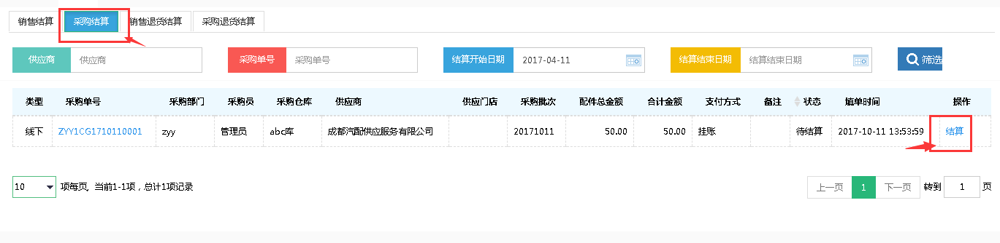 销售结算 采购结算 销售退货结算 采购退货结算
供应商 供应商 采购单号 采购单号 结算开始日期 2017-04-11 结算结束日期 结算结束日期 筛选
类型 采购单号 采购部门 采购员 采购仓库 供应商 供应门店 采购批次 配件总金额 合计金额 支付方式 备注 状态 填单时间 操作
线下 ZYY1CG1710110001 zyy 管理员 abc库 成都汽配供应服务有限公司 20171011 50.00 50.00 挂账 待结算 2017-10-11 13:53:59 结算
10 项每页, 当前1-1项，总计1项记录 上一页 1 下一页 转到 1 页